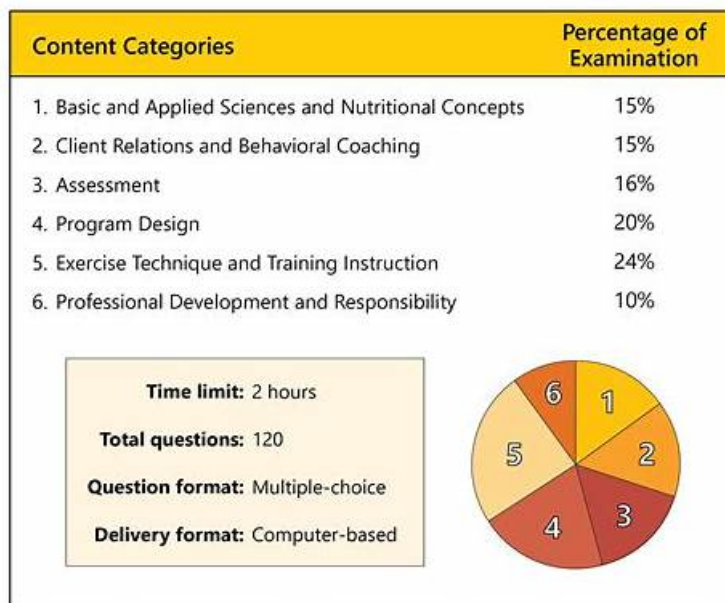 Content Categories
Percentage of
Examination
1. Basic and Applied Sciences and Nutritional Concepts 15%
2. Client Relations and Behavioral Coaching 15%
3. Assessment 16%
4. Program Design 20%
5. Exercise Technique and Training Instruction 24%
6. Professional Development and Responsibility 10%
Time limit: 2 hours
Total questions: 120
Question format: Multiple-choice
Delivery format: Computer-based
6
1
5
2
4
3